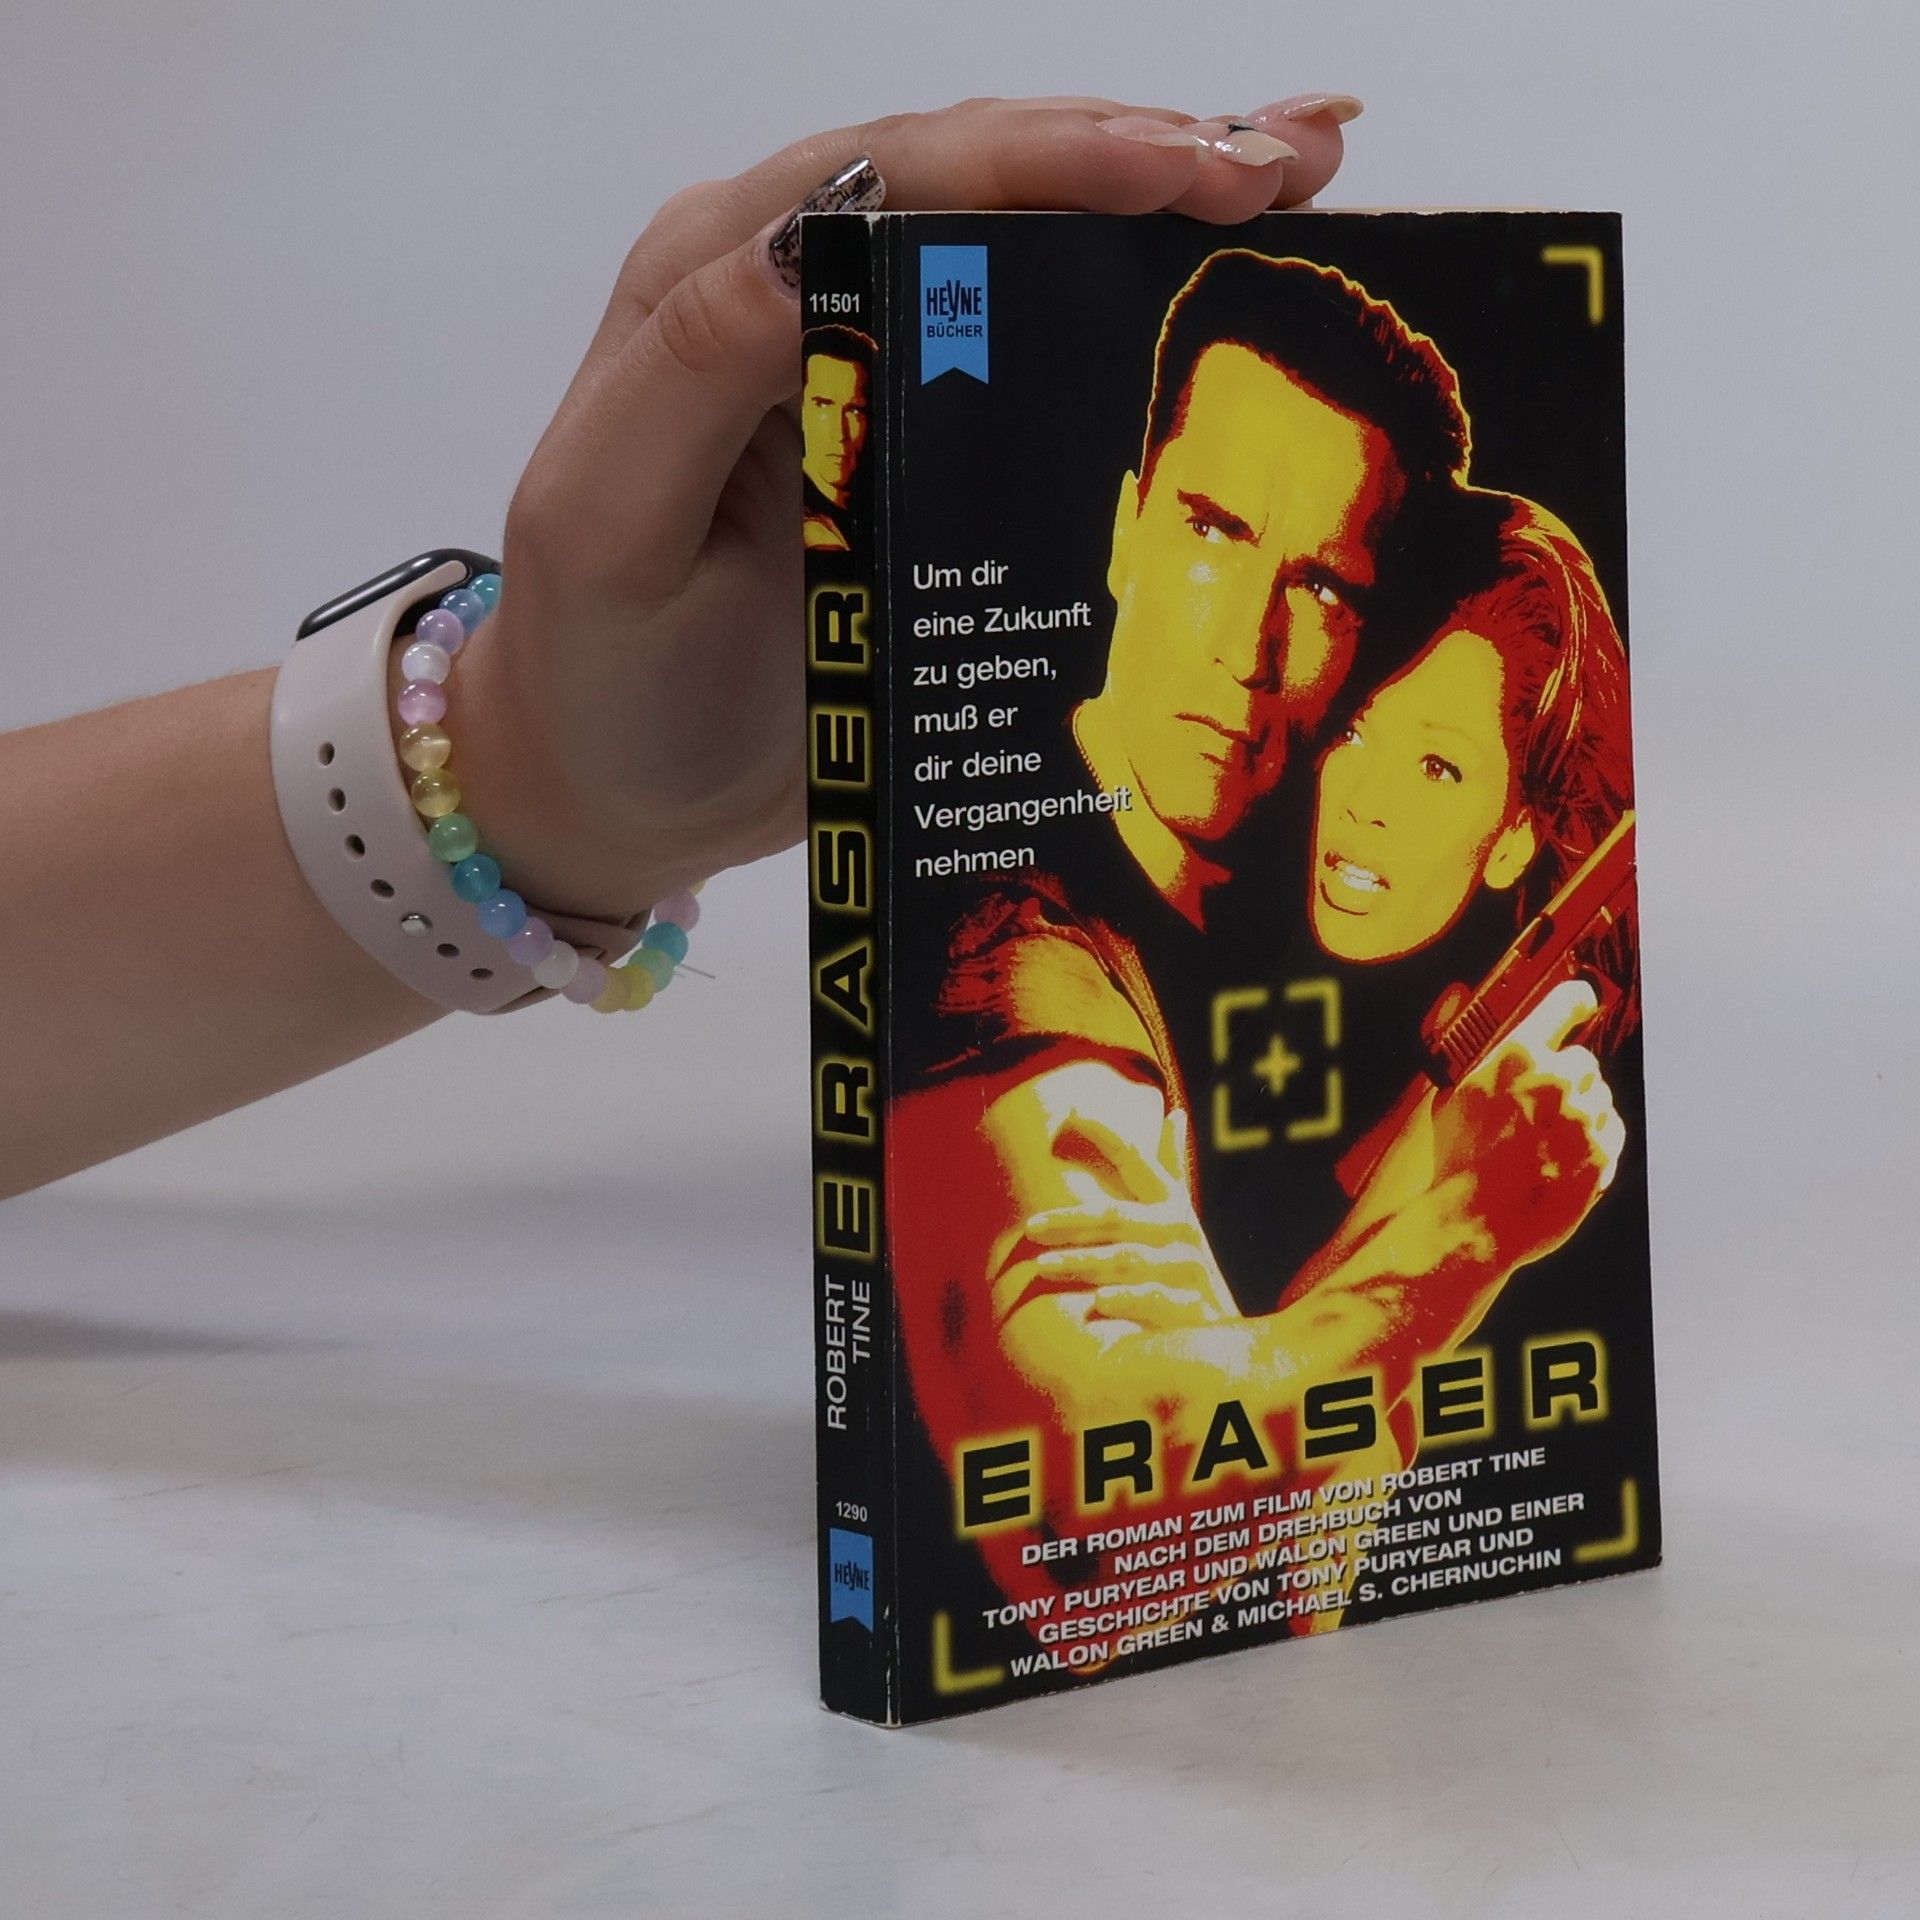 11501
ERASER
ROBERT
TINE
1290
HEYNE
HEYNE
BÜCHER
Um dir
eine Zukunft
zu geben,
muß er
dir deine
Vergangenheit
nehmen
ERASER
DER ROMAN ZUM FILM VON ROBERT TINE
NACH DEM DREHBUCH VON
TONY PURYEAR UND WALON GREEN UND EINER
GESCHICHTE VON TONY PURYEAR UND
WALON GREEN & MICHAEL S. CHERNUCHIN